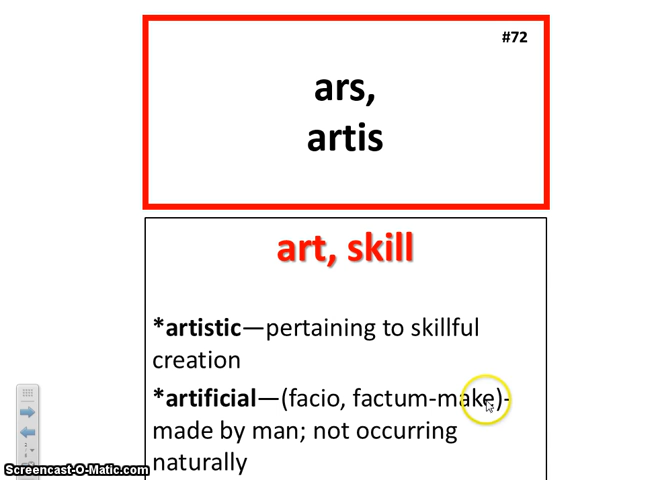 #72
ars,
artis
art, skill
*artistic—pertaining to skillful
creation
*artificial—(facio, factum-make)-
made by man; not occurring
naturally
Screencast-O-Matic.com